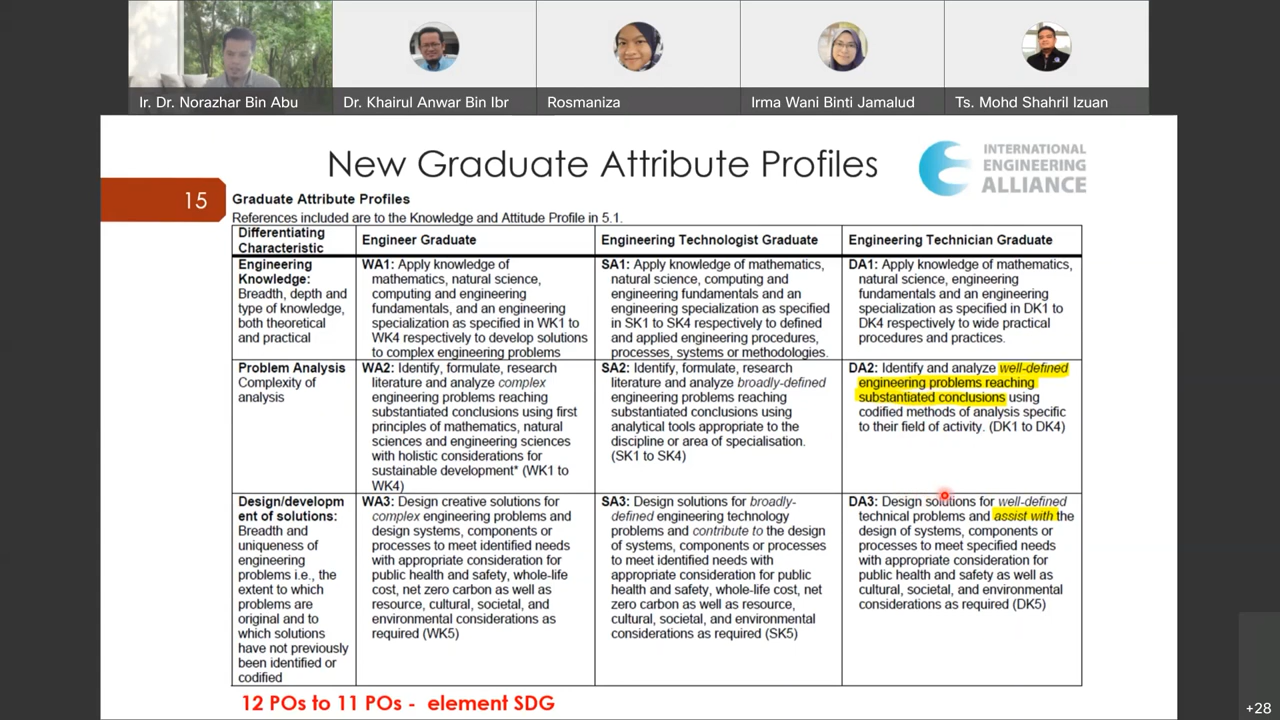 Ir. Dr. Norazhar Bin Abu
Dr. Khairul Anwar Bin Ibr
Rosmaniza
Irma Wani Binti Jamalud
Ts. Mohd Shahril Izuan
New Graduate Attribute Profiles
INTERNATIONAL
ENGINEERING
ALLIANCE
15
Graduate Attribute Profiles
References included are to the Knowledge and Attitude Profile in 5.1.
Differentiating
Characteristic
Engineer Graduate
Engineering Technologist Graduate
Engineering Technician Graduate
Engineering
Knowledge:
Breadth, depth and
type of knowledge,
both theoretical
and practical
WA1: Apply knowledge of
mathematics, natural science,
computing and engineering
fundamentals, and an engineering
specialization as specified in WK1 to
WK4 respectively to develop solutions
to complex engineering problems
SA1: Apply knowledge of mathematics,
natural science, computing and
engineering fundamentals and an
engineering specialization as specified
in SK1 to SK4 respectively to defined
and applied engineering procedures,
processes, systems or methodologies.
DA1: Apply knowledge of mathematics,
natural science, engineering
fundamentals and an engineering
specialization as specified in DK1 to
DK4 respectively to wide practical
procedures and practices.
Problem Analysis
Complexity of
analysis
WA2: Identify, formulate, research
literature and analyze complex
engineering problems reaching
substantiated conclusions using first
principles of mathematics, natural
sciences and engineering sciences
with holistic considerations for
sustainable development* (WK1 to
WK4)
SA2: Identify, formulate, research
literature and analyze broadly-defined
engineering problems reaching
substantiated conclusions using
analytical tools appropriate to the
discipline or area of specialisation.
(SK1 to SK4)
DA2: Identify and analyze well-defined
engineering problems reaching
substantiated conclusions using
codified methods of analysis specific
to their field of activity. (DK1 to DK4)
Design/developm
ent of solutions:
Breadth and
uniqueness of
engineering
problems i.e., the
extent to which
problems are
original and to
which solutions
have not previously
been identified or
codified
WA3: Design creative solutions for
complex engineering problems and
design systems, components or
processes to meet identified needs
with appropriate consideration for
public health and safety, whole-life
cost, net zero carbon as well as
resource, cultural, societal, and
environmental considerations as
required (WK5)
SA3: Design solutions for broadly-
defined engineering technology
problems and contribute to the design
of systems, components or processes
to meet identified needs with
appropriate consideration for public
health and safety, whole-life cost, net
zero carbon as well as resource,
cultural, societal, and environmental
considerations as required (SK5)
DA3: Design solutions for well-defined
technical problems and assist with the
design of systems, components or
processes to meet specified needs
with appropriate consideration for
public health and safety as well as
cultural, societal, and environmental
considerations as required (DK5)
12 POs to 11 POs - element SDG
+28